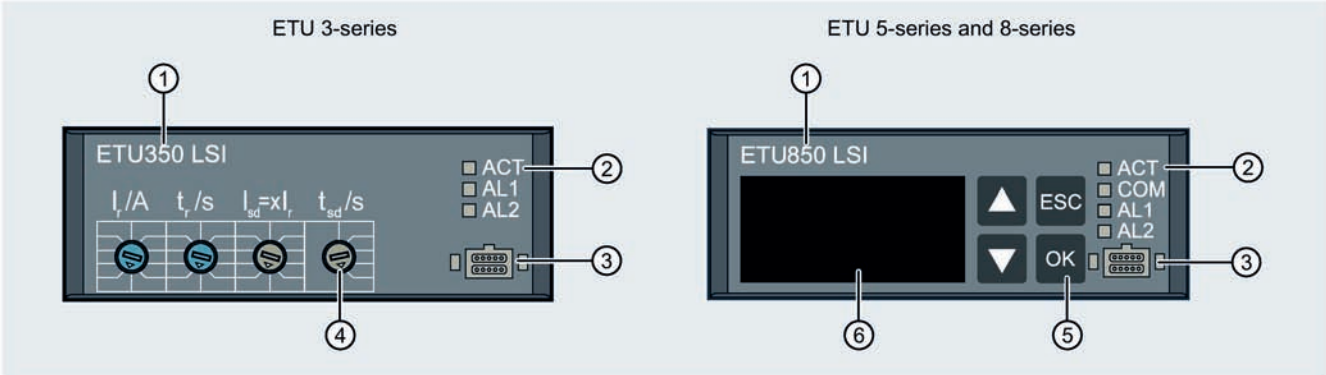 ETU 3-series
ETU 5-series and 8-series
1
1
ETU350 LSI
ACT
2
AL1
AL2
Ir/A tr/s Isd=xIr tsd/s
3
4
ETU850 LSI
ESC
OK
ACT
2
COM
AL1
AL2
3
6
5